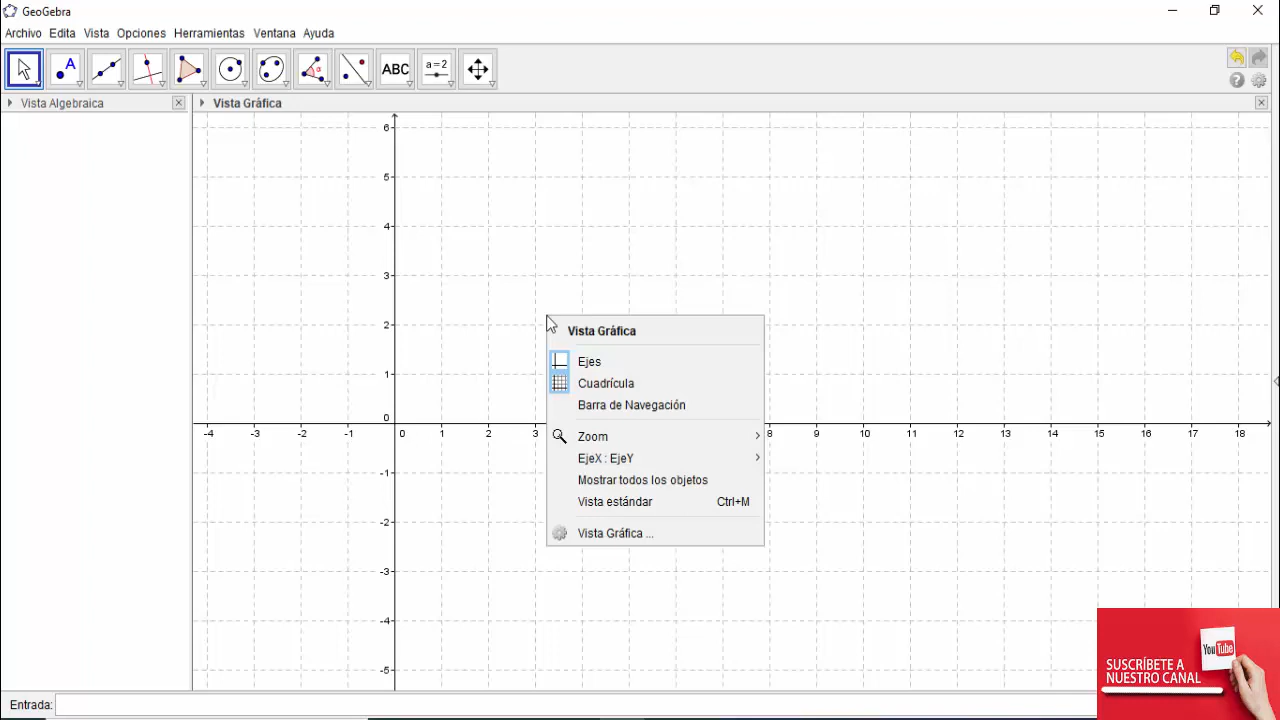 GeoGebra
Archivo Edita Vista Opciones Herramientas Ventana Ayuda
A
α
ABC
a=2
?
Vista Algebraica
Vista Gráfica
6
5
4
3
2
1
0
-4 -3 -2 -1 0 1 2 3 8 9 10 11 12 13 14 15 16 17 18
-1
-2
-3
-4
-5
Vista Gráfica
Ejes
Cuadrícula
Barra de Navegación
Zoom
EjeX : EjeY
Mostrar todos los objetos
Vista estándar Ctrl+M
Vista Gráfica ...
YouTube
SUSCRÍBETE A
NUESTRO CANAL
Entrada: